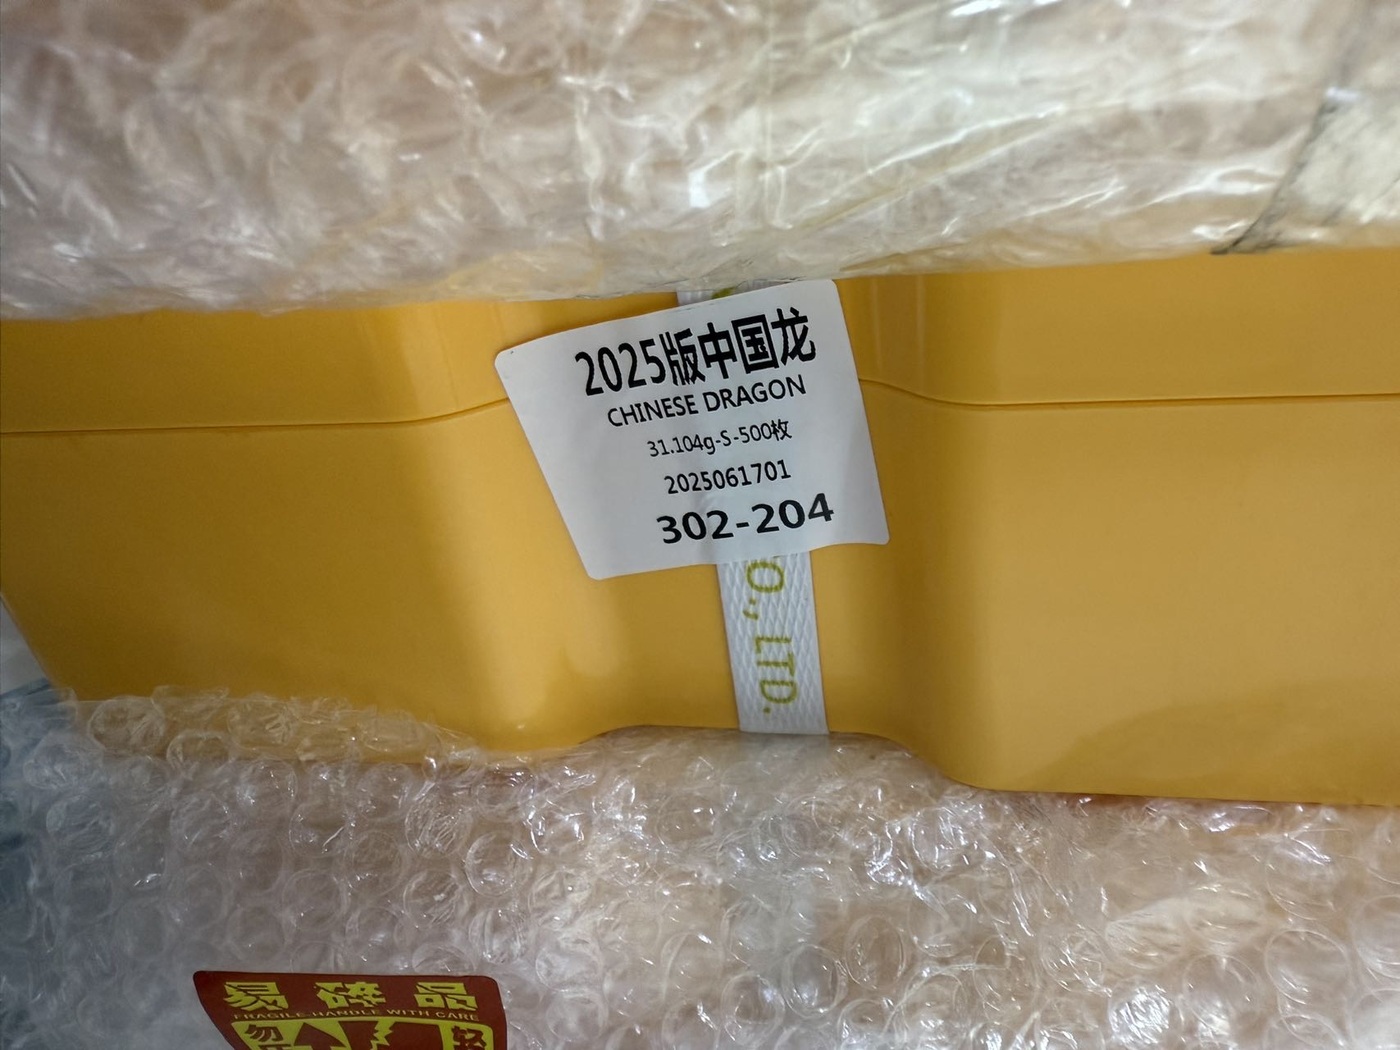 2025版中国龙
CHINESE DRAGON
31.104g-S-500枚
2025061701
302-204
O., LTD.
易碎品
FRAGILE-HANDLE WITH CARE
勿